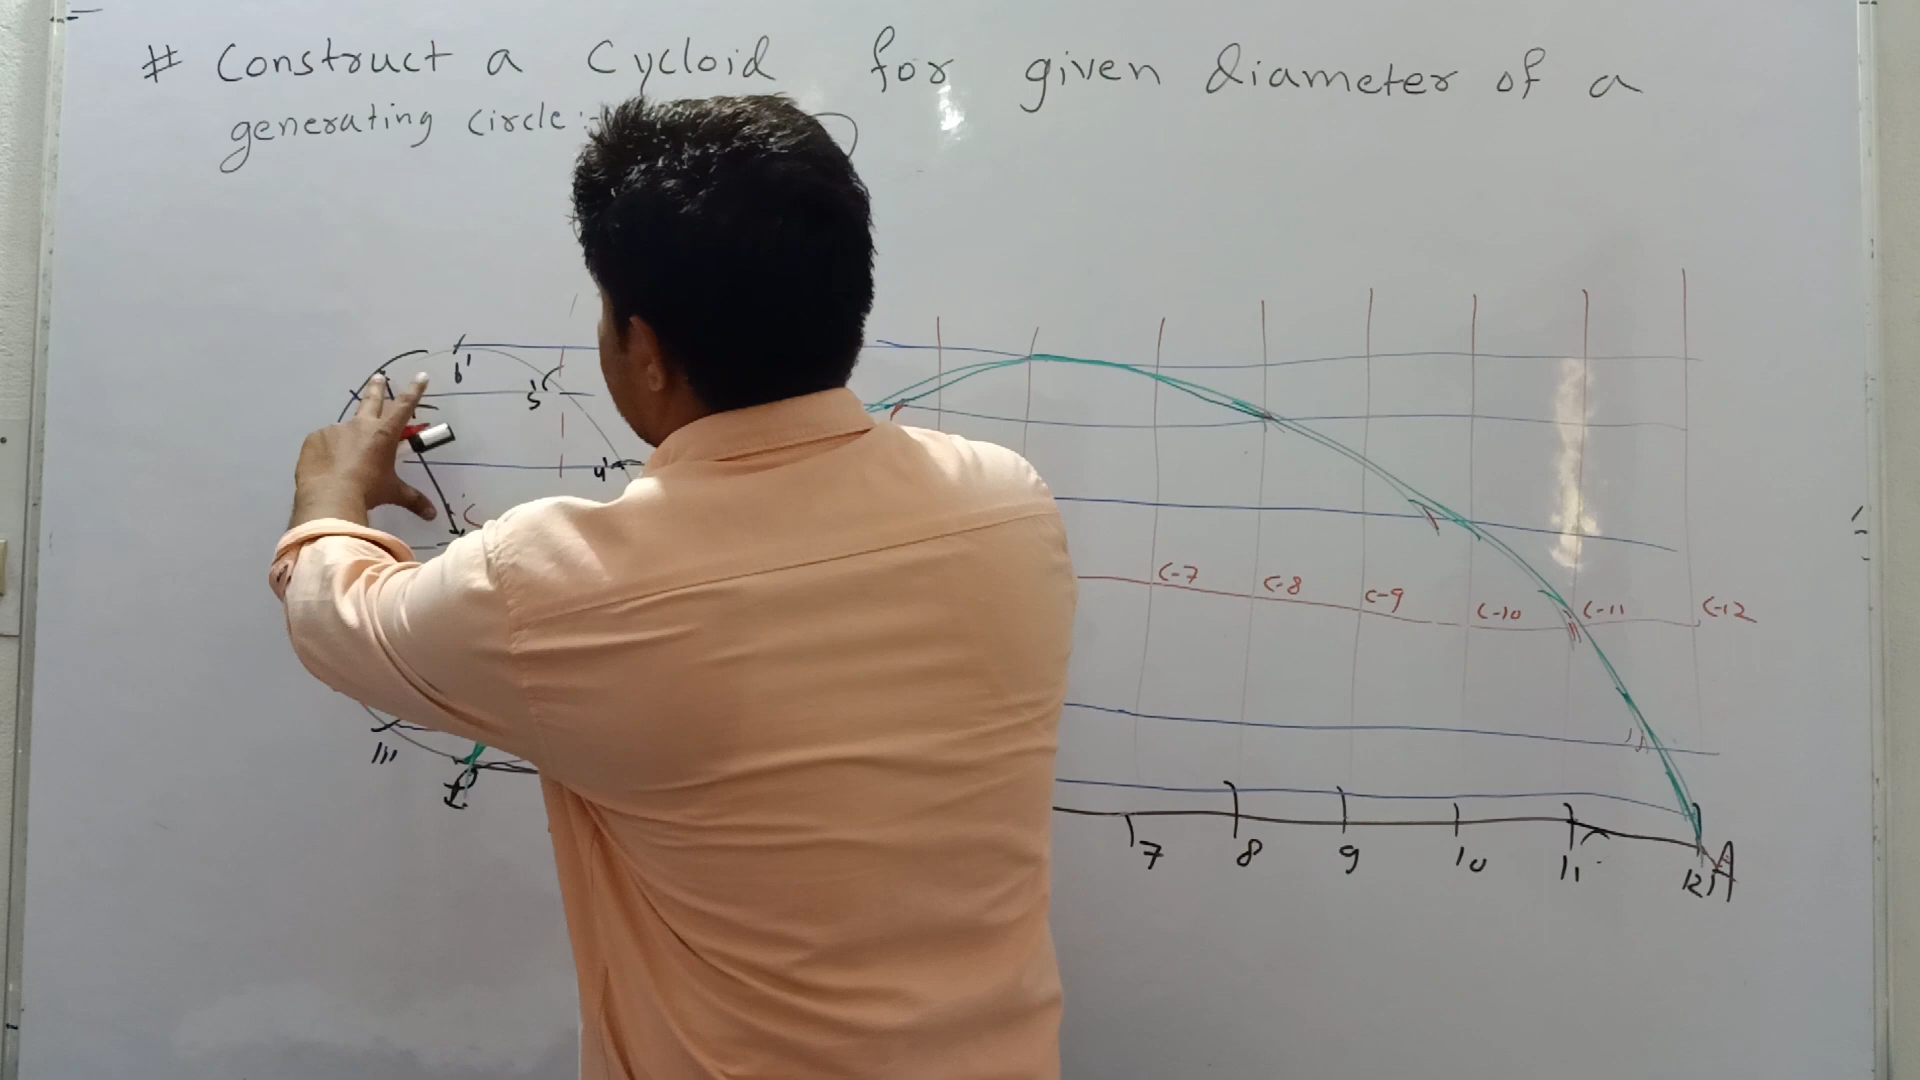 # Construct a Cycloid for given diameter of a
generating circle:-
6'
5'
4'
C
C-7 C-8 C-9 C-10 C-11 C-12
7 8 9 10 11 12 A